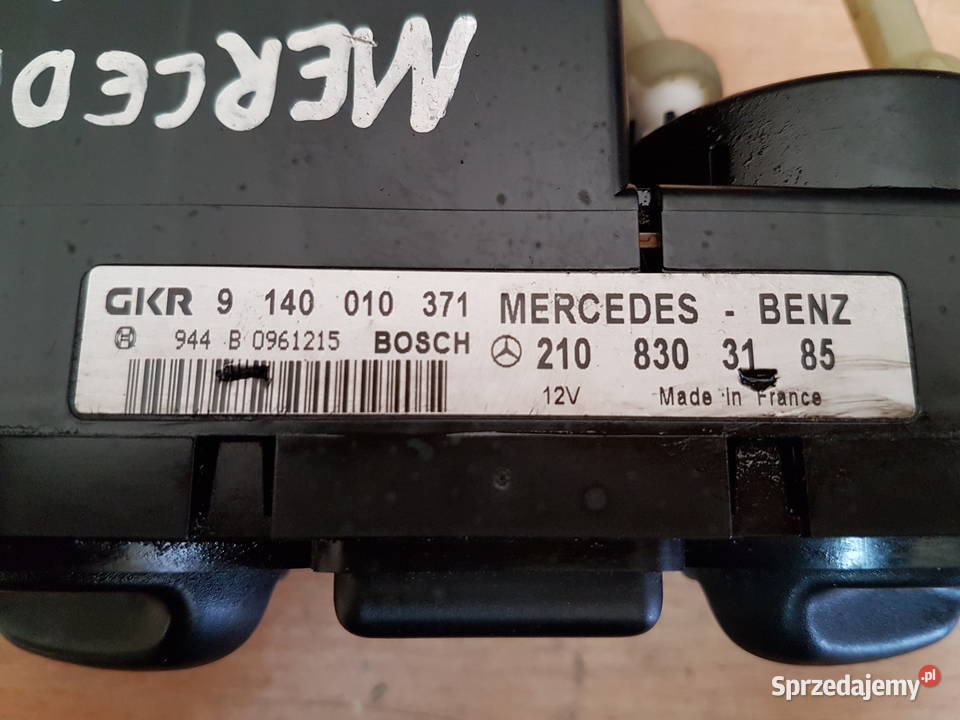 MERCED
GKR 9 140 010 371 MERCEDES - BENZ
944 B 0961215 BOSCH 210 830 31 85
12V Made in France
Sprzedajemy.pl